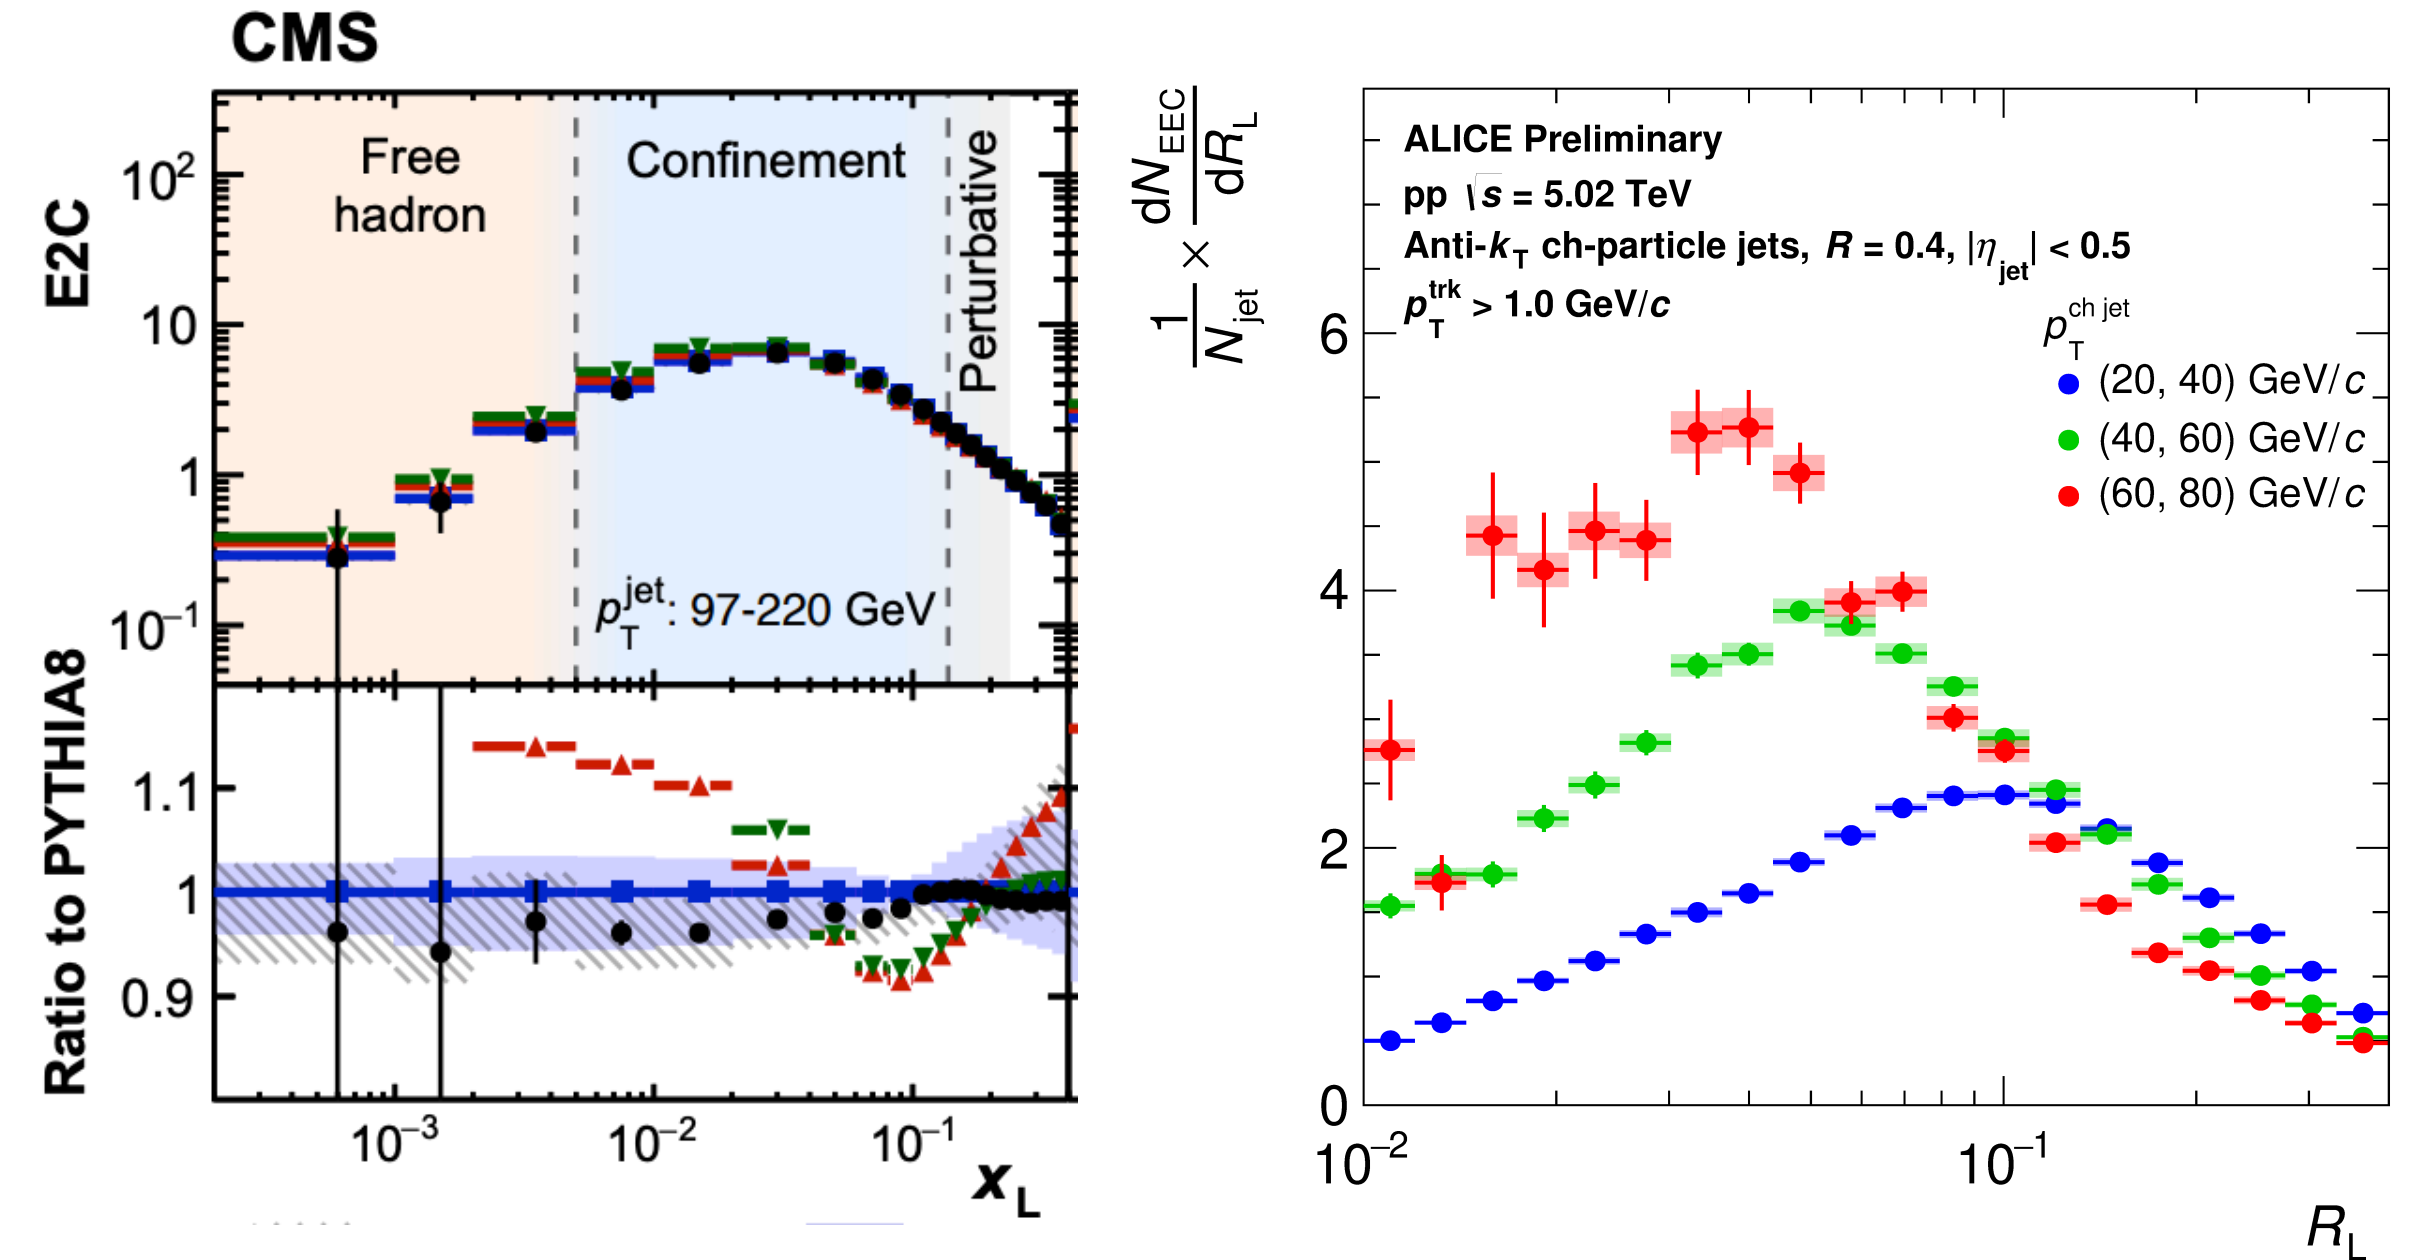 CMS
E2C
10²
10
1
10⁻¹
Free
hadron
Confinement
Perturbative
p_T^jet: 97-220 GeV
Ratio to PYTHIA8
1.1
1
0.9
10⁻³
10⁻²
10⁻¹
x_L
1/N_jet × dN_EEC/dR_L
ALICE Preliminary
pp √s = 5.02 TeV
Anti-k_T ch-particle jets, R = 0.4, |η_jet| < 0.5
p_T^trk > 1.0 GeV/c
p_T^ch jet
(20, 40) GeV/c
(40, 60) GeV/c
(60, 80) GeV/c
6
4
2
0
10⁻²
10⁻¹
R_L